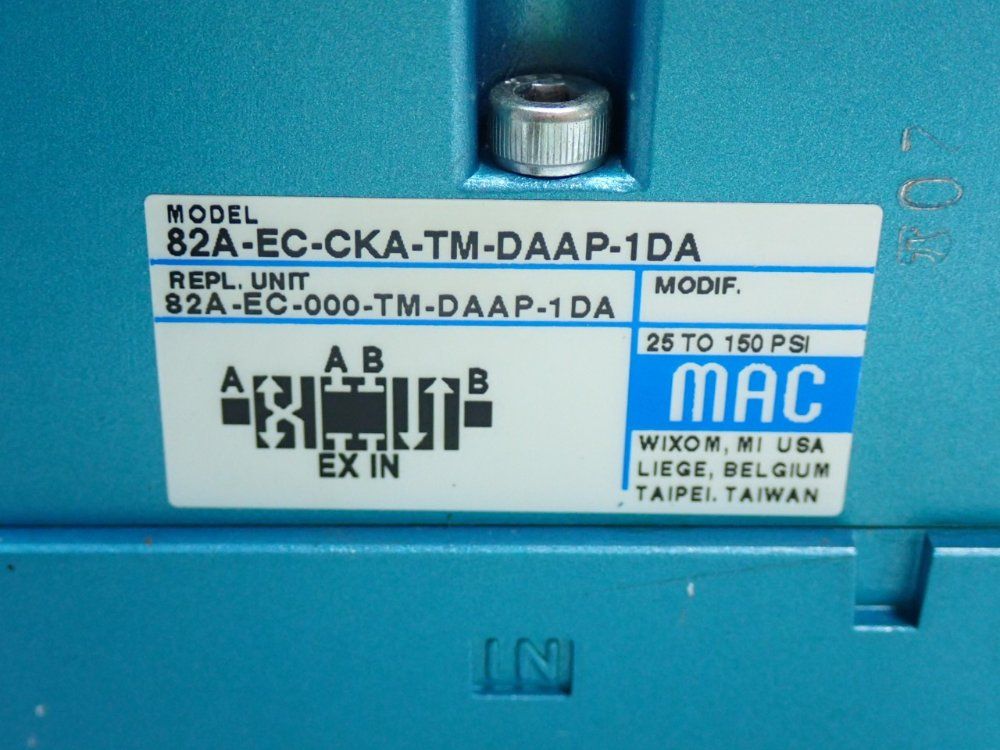 MODEL
82A-EC-CKA-TM-DAAP-1DA
REPL. UNIT
82A-EC-000-TM-DAAP-1DA
MODIF.
25 TO 150 PSI
MAC
WIXOM, MI USA
LIEGE, BELGIUM
TAIPEI. TAIWAN
A B
A
B
EX IN
IN